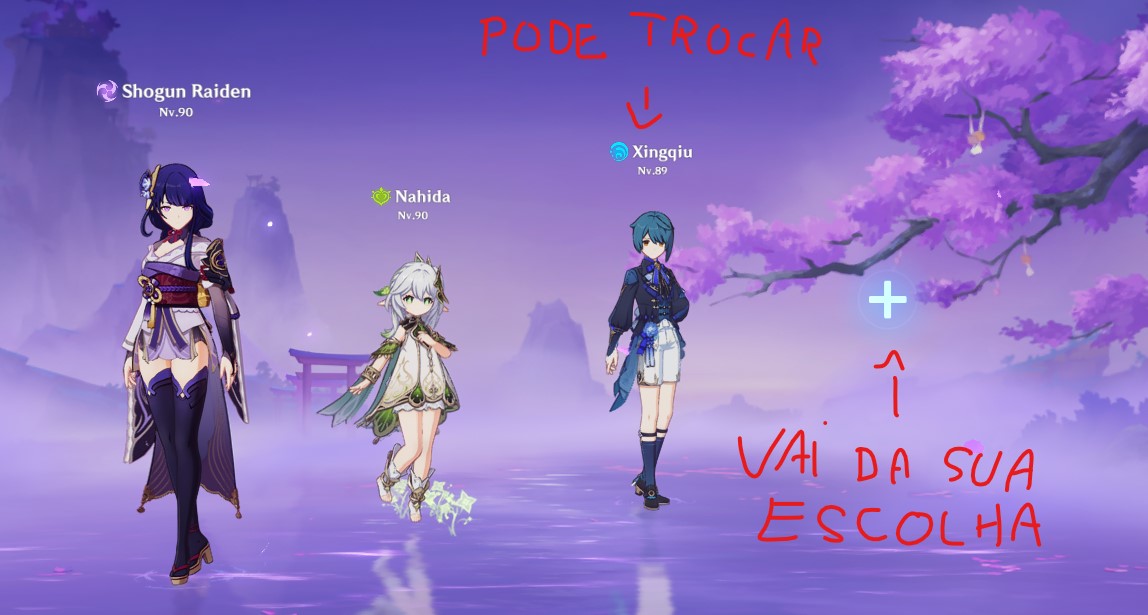 PODE TROCAR
Shogun Raiden
Nv.90
Xingqiu
Nv.89
Nahida
Nv.90
VAI DA SUA
ESCOLHA